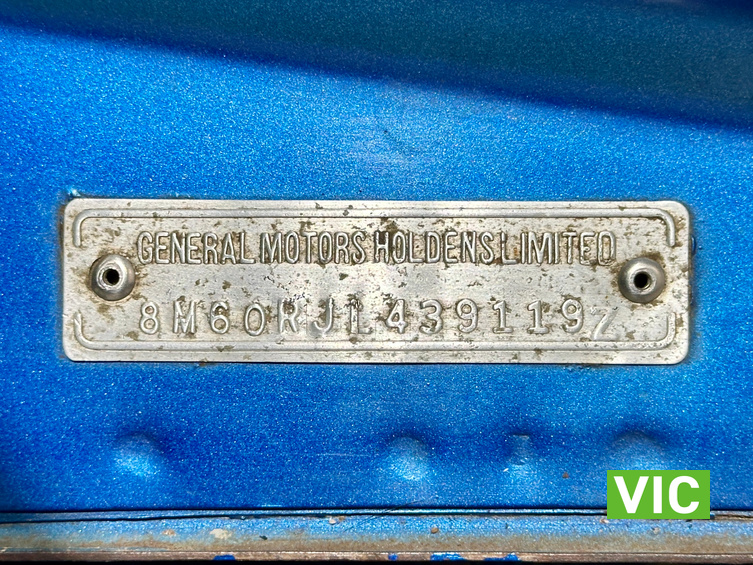 GENERAL MOTORS HOLDENS LIMITED
8M60RJL439119Z
VIC